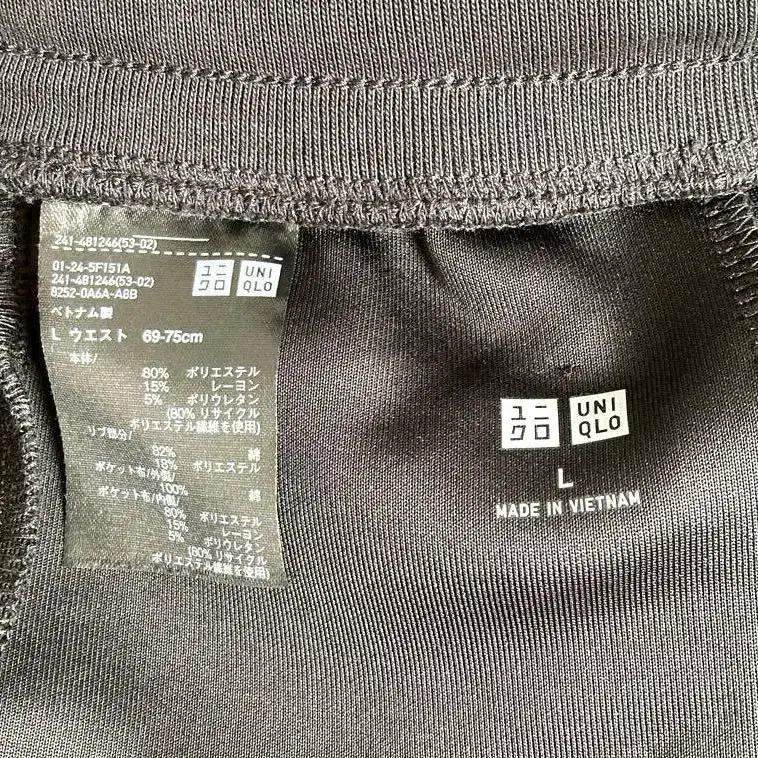 241-481246(53-02)
01-24-5F151A
241-481246(53-02)
8252-0A6A-A8B
ユニ
クロ
UNI
QLO
ベトナム製
L ウエスト 69-75cm
本体/
80% ポリエステル
15% レーヨン
5% ポリウレタン
(80% リサイクル
ポリエステル繊維を使用)
リブ部分/
82% 綿
18% ポリエステル
ポケット布/外側/
100% 綿
ポケット布/内側/
80% ポリエステル
15% レーヨン
5% ポリウレタン
(80% リサイクル
ポリエステル繊維を使用)
ユニ
クロ
UNI
QLO
L
MADE IN VIETNAM